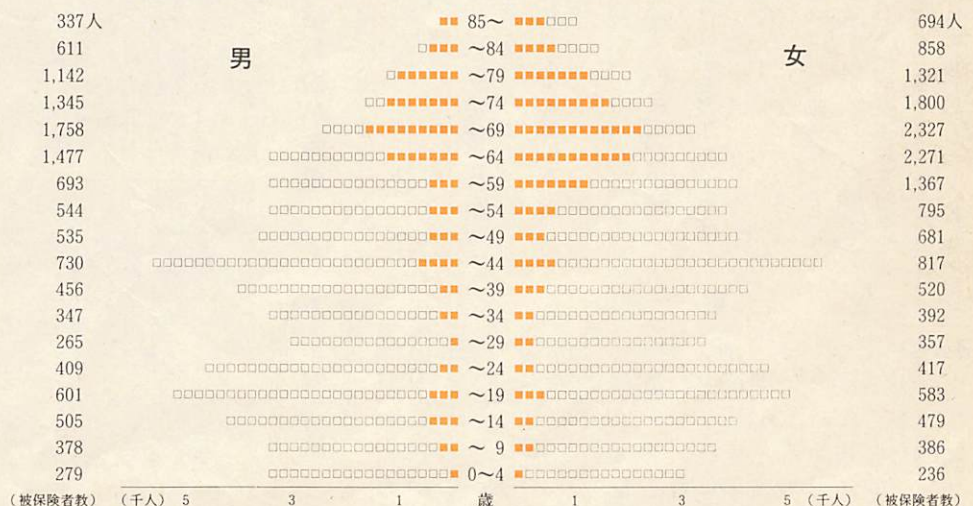 337人 85～ 694人
611 ～84 858
男 女
1,142 ～79 1,321
1,345 ～74 1,800
1,758 ～69 2,327
1,477 ～64 2,271
693 ～59 1,367
544 ～54 795
535 ～49 681
730 ～44 817
456 ～39 520
347 ～34 392
265 ～29 357
409 ～24 417
601 ～19 583
505 ～14 479
378 ～ 9 386
279 0～4 236
（被保険者数） （千人） 5 3 1 歳 1 3 5 （千人） （被保険者数）